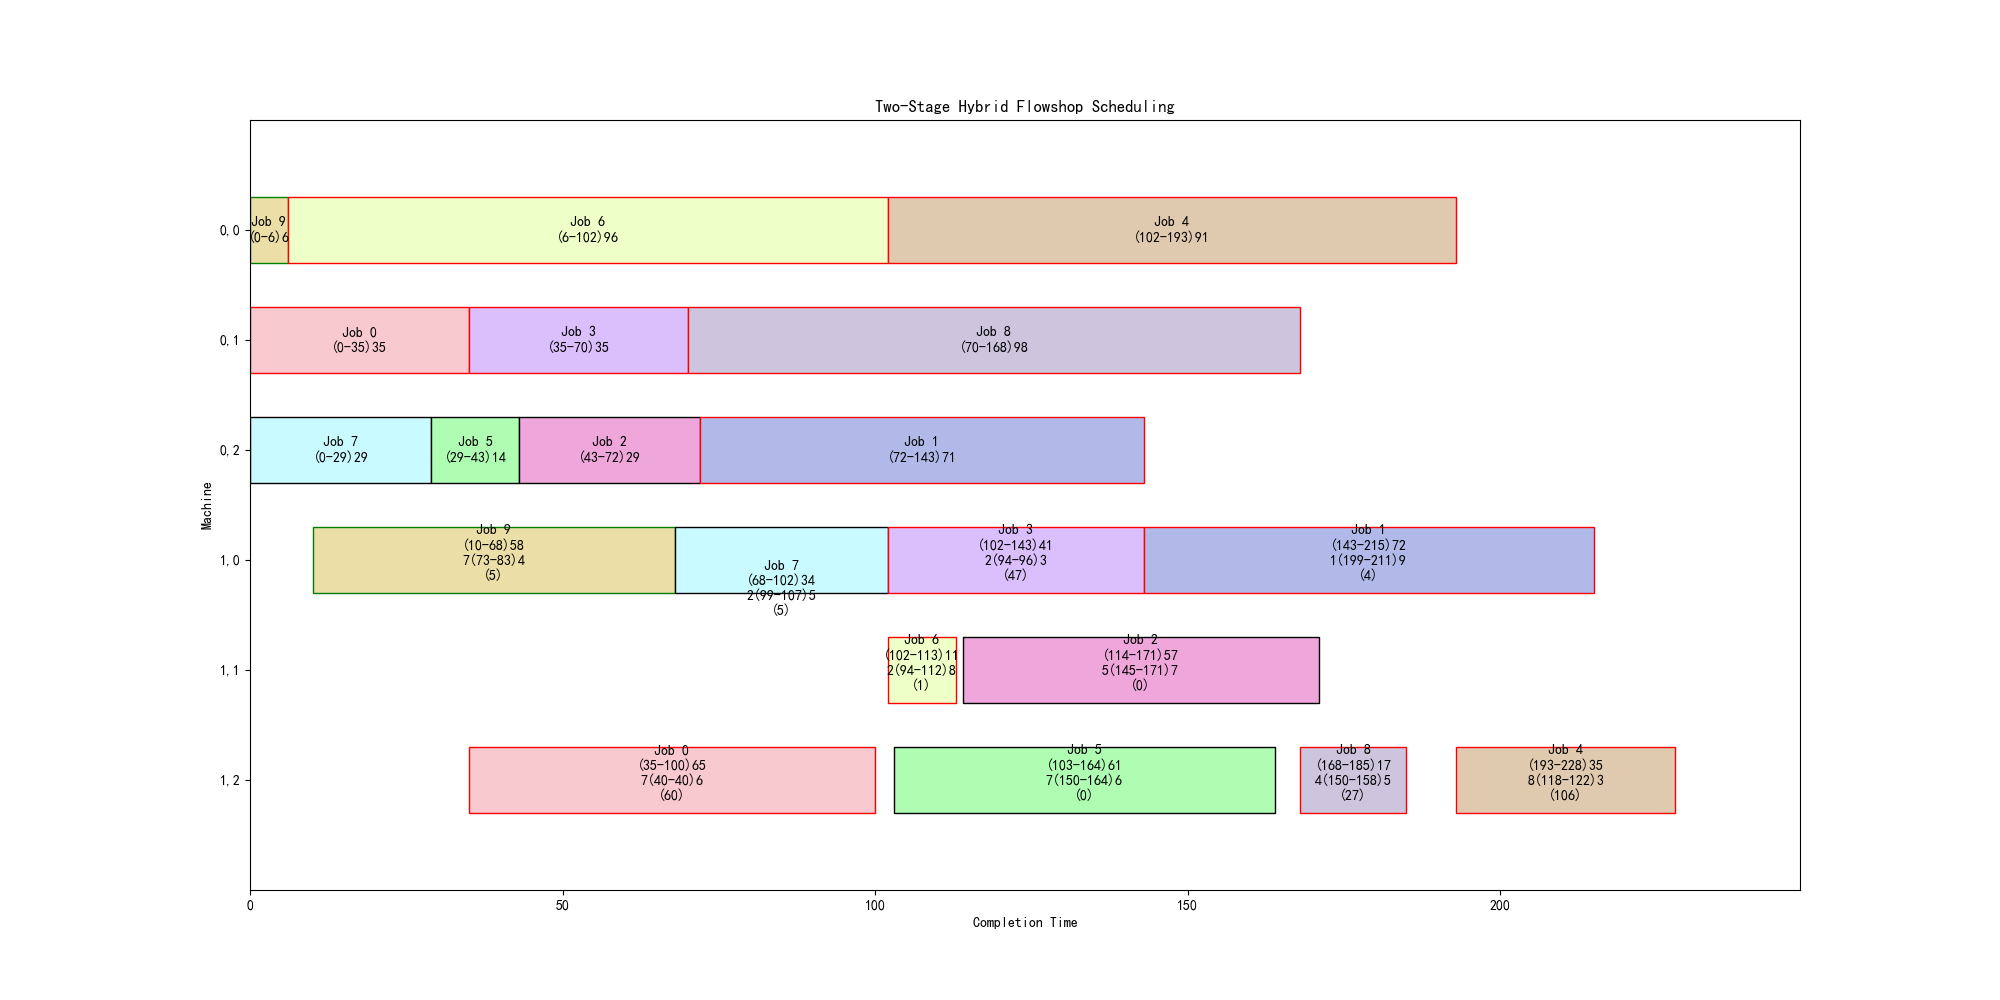 Two-Stage Hybrid Flowshop Scheduling
0,0
Job 9
(0-6)6
Job 6
(6-102)96
Job 4
(102-193)91
0,1
Job 0
(0-35)35
Job 3
(35-70)35
Job 8
(70-168)98
0,2
Job 7
(0-29)29
Job 5
(29-43)14
Job 2
(43-72)29
Job 1
(72-143)71
Machine
1,0
Job 9
(10-68)58
7(73-83)4
(5)
Job 7
(68-102)34
2(99-107)5
(5)
Job 3
(102-143)41
2(94-96)3
(47)
Job 1
(143-215)72
1(199-211)9
(4)
1,1
Job 6
(102-113)11
2(94-112)8
(1)
Job 2
(114-171)57
5(145-171)7
(0)
1,2
Job 0
(35-100)65
7(40-40)6
(60)
Job 5
(103-164)61
7(150-164)6
(0)
Job 8
(168-185)17
4(150-158)5
(27)
Job 4
(193-228)35
8(118-122)3
(106)
0
50
100
150
200
Completion Time